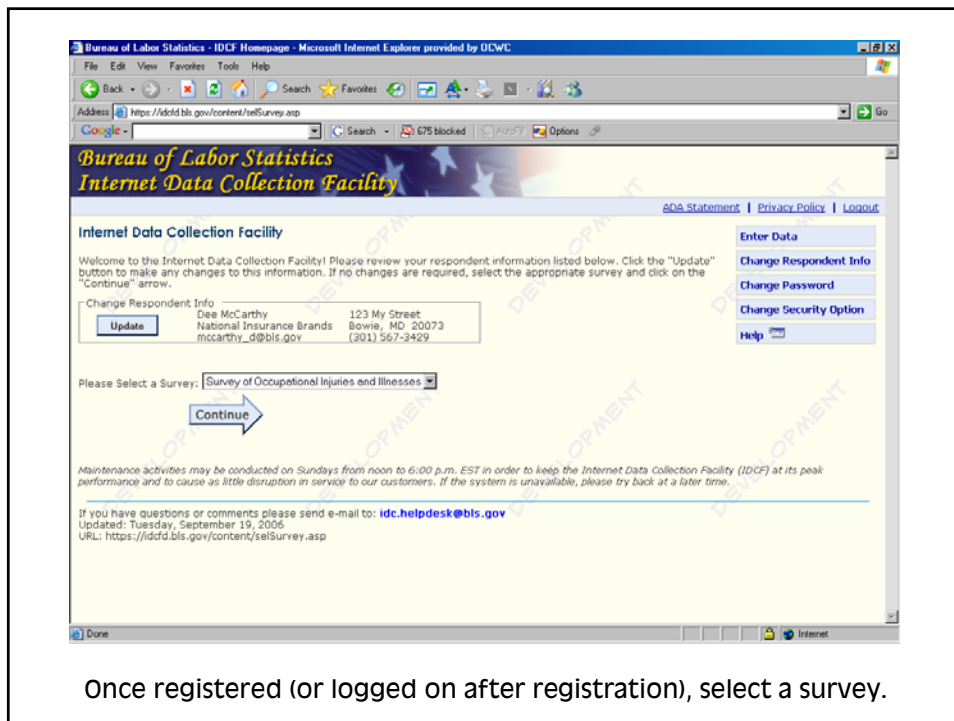 Bureau of Labor Statistics - IDCF Homepage - Microsoft Internet Explorer provided by OCWC
File Edit View Favorites Tools Help
Back Search Favorites
Address https://idcfd.bls.gov/content/selSurvey.asp Go
Google - Search 675 blocked AutoFill Options
Bureau of Labor Statistics
Internet Data Collection Facility
ADA Statement | Privacy Policy | Logout
Internet Data Collection Facility
Welcome to the Internet Data Collection Facility! Please review your respondent information listed below. Click the "Update"
button to make any changes to this information. If no changes are required, select the appropriate survey and click on the
"Continue" arrow.
Change Respondent Info
Update
Dee McCarthy 123 My Street
National Insurance Brands Bowie, MD 20073
mccarthy_d@bls.gov (301) 567-3429
Enter Data
Change Respondent Info
Change Password
Change Security Option
Help
Please Select a Survey: Survey of Occupational Injuries and Illnesses
Continue
Maintenance activities may be conducted on Sundays from noon to 6:00 p.m. EST in order to keep the Internet Data Collection Facility (IDCF) at its peak
performance and to cause as little disruption in service to our customers. If the system is unavailable, please try back at a later time.
If you have questions or comments please send e-mail to: idc.helpdesk@bls.gov
Updated: Tuesday, September 19, 2006
URL: https://idcfd.bls.gov/content/selSurvey.asp
DEVELOPMENT
Done Internet
Once registered (or logged on after registration), select a survey.